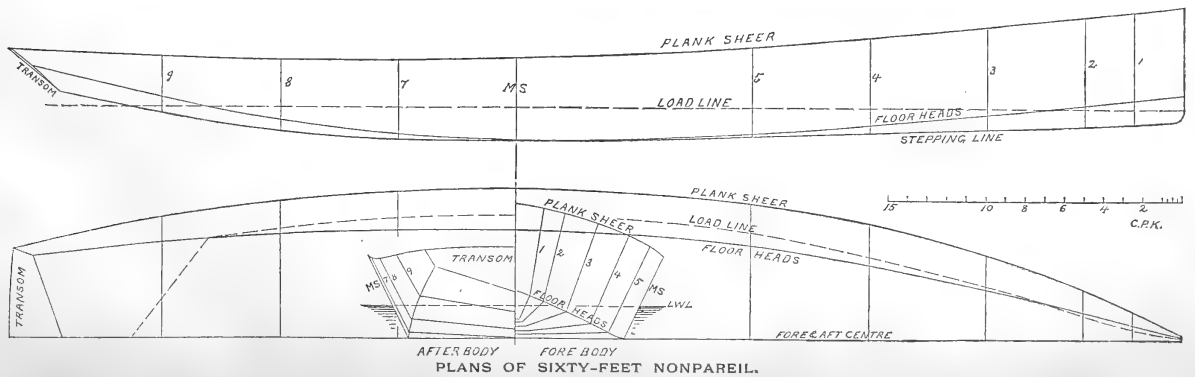 PLANK SHEER
TRANSOM
9
8
7
MS
5
4
3
2
1
LOAD LINE
FLOOR HEADS
STEPPING LINE
PLANK SHEER
15 10 8 6 4 2 0
C.P.K.
PLANK SHEER
LOAD LINE
FLOOR HEADS
TRANSOM
TRANSOM
MS 7 8 9
1 2 3 4 5 MS
FLOOR HEADS
LWL
FORE & AFT CENTRE
AFTER BODY FORE BODY
PLANS OF SIXTY-FEET NONPAREIL.